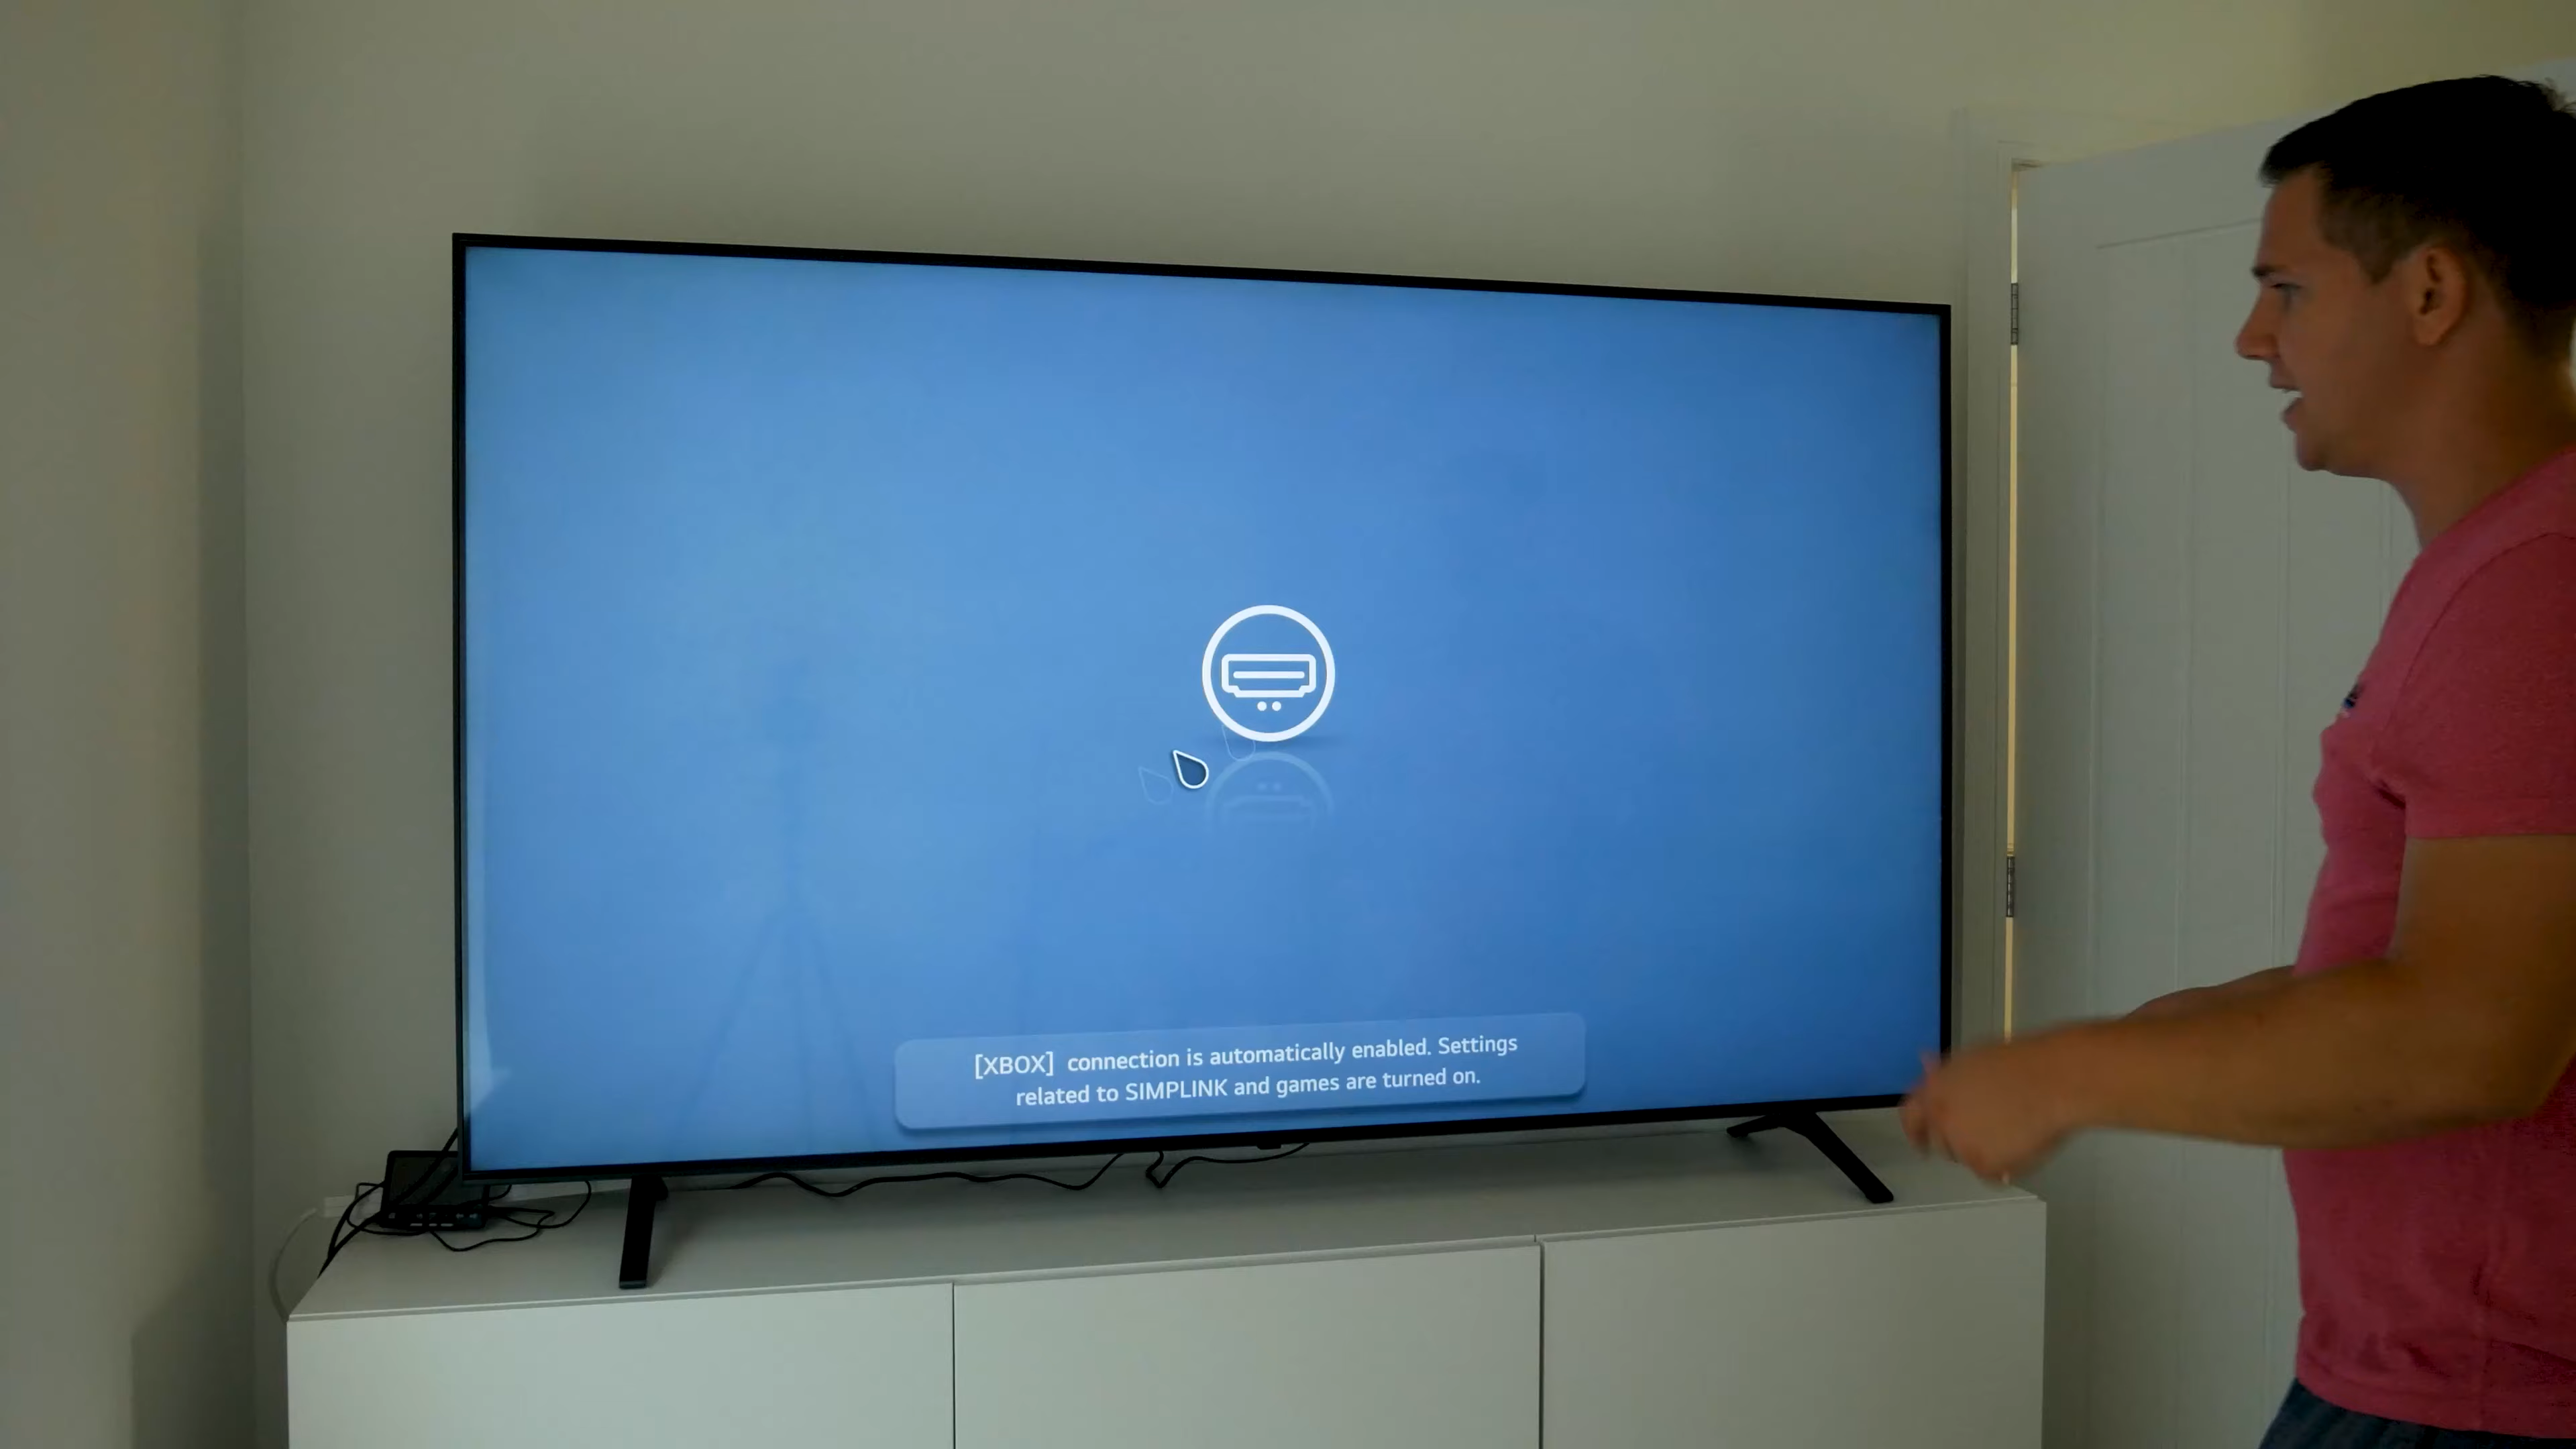 [XBOX] connection is automatically enabled. Settings
related to SIMPLINK and games are turned on.